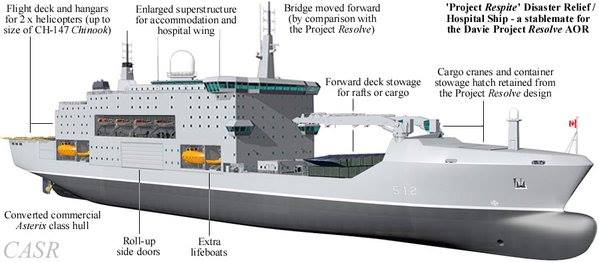 Flight deck and hangars
for 2 x helicopters (up to
size of CH-147 Chinook)
Enlarged superstructure
for accommodation and
hospital wing
Bridge moved forward
(by comparison with
the Project Resolve)
'Project Respite' Disaster Relief /
Hospital Ship - a stablemate for
the Davie Project Resolve AOR
Forward deck stowage
for rafts or cargo
Cargo cranes and container
stowage hatch retained from
the Project Resolve design
512
Converted commercial
Asterix class hull
Roll-up
side doors
Extra
lifeboats
CASR